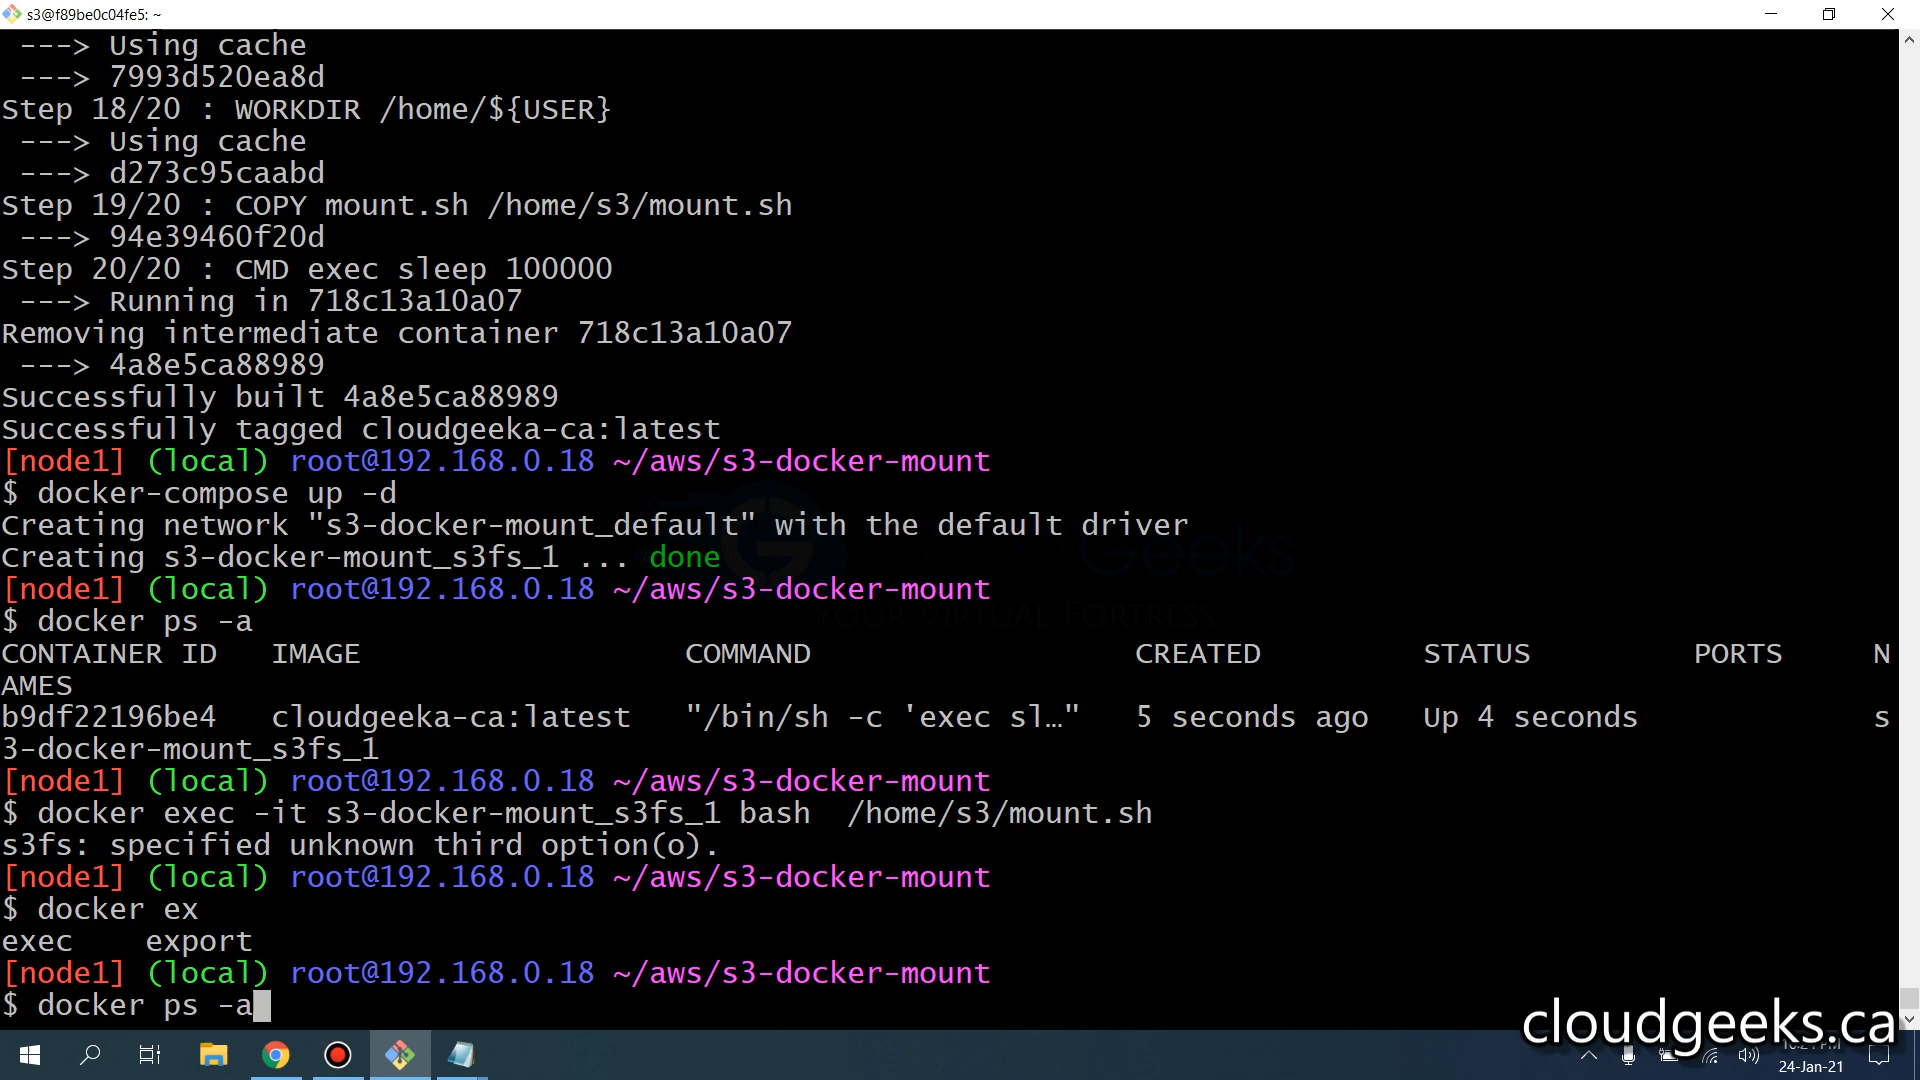 s3@f89be0c04fe5: ~
---> Using cache
---> 7993d520ea8d
Step 18/20 : WORKDIR /home/${USER}
---> Using cache
---> d273c95caabd
Step 19/20 : COPY mount.sh /home/s3/mount.sh
---> 94e39460f20d
Step 20/20 : CMD exec sleep 100000
---> Running in 718c13a10a07
Removing intermediate container 718c13a10a07
---> 4a8e5ca88989
Successfully built 4a8e5ca88989
Successfully tagged cloudgeeka-ca:latest
[node1] (local) root@192.168.0.18 ~/aws/s3-docker-mount
$ docker-compose up -d
Creating network "s3-docker-mount_default" with the default driver
Creating s3-docker-mount_s3fs_1 ... done
[node1] (local) root@192.168.0.18 ~/aws/s3-docker-mount
$ docker ps -a
CONTAINER ID IMAGE COMMAND CREATED STATUS PORTS N
AMES
b9df22196be4 cloudgeeka-ca:latest "/bin/sh -c 'exec sl…" 5 seconds ago Up 4 seconds s
3-docker-mount_s3fs_1
[node1] (local) root@192.168.0.18 ~/aws/s3-docker-mount
$ docker exec -it s3-docker-mount_s3fs_1 bash  /home/s3/mount.sh
s3fs: specified unknown third option(o).
[node1] (local) root@192.168.0.18 ~/aws/s3-docker-mount
$ docker ex
exec export
[node1] (local) root@192.168.0.18 ~/aws/s3-docker-mount
$ docker ps -a
cloudgeeks.ca
24-Jan-21